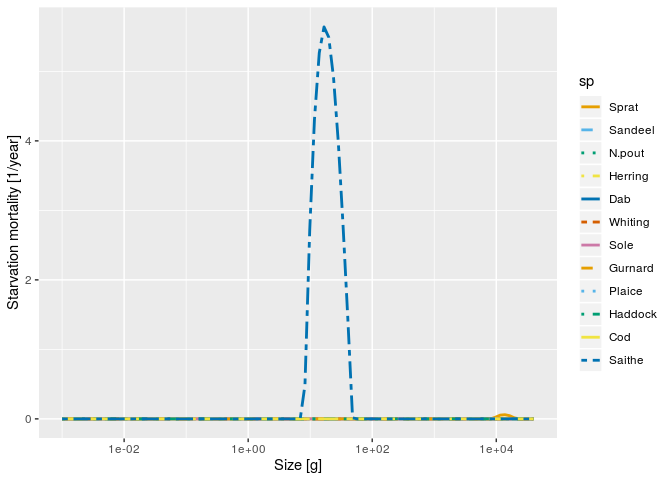 Starvation mortality [1/year]
4
2
0
1e-02 1e+00 1e+02 1e+04
Size [g]
sp
Sprat
Sandeel
N.pout
Herring
Dab
Whiting
Sole
Gurnard
Plaice
Haddock
Cod
Saithe